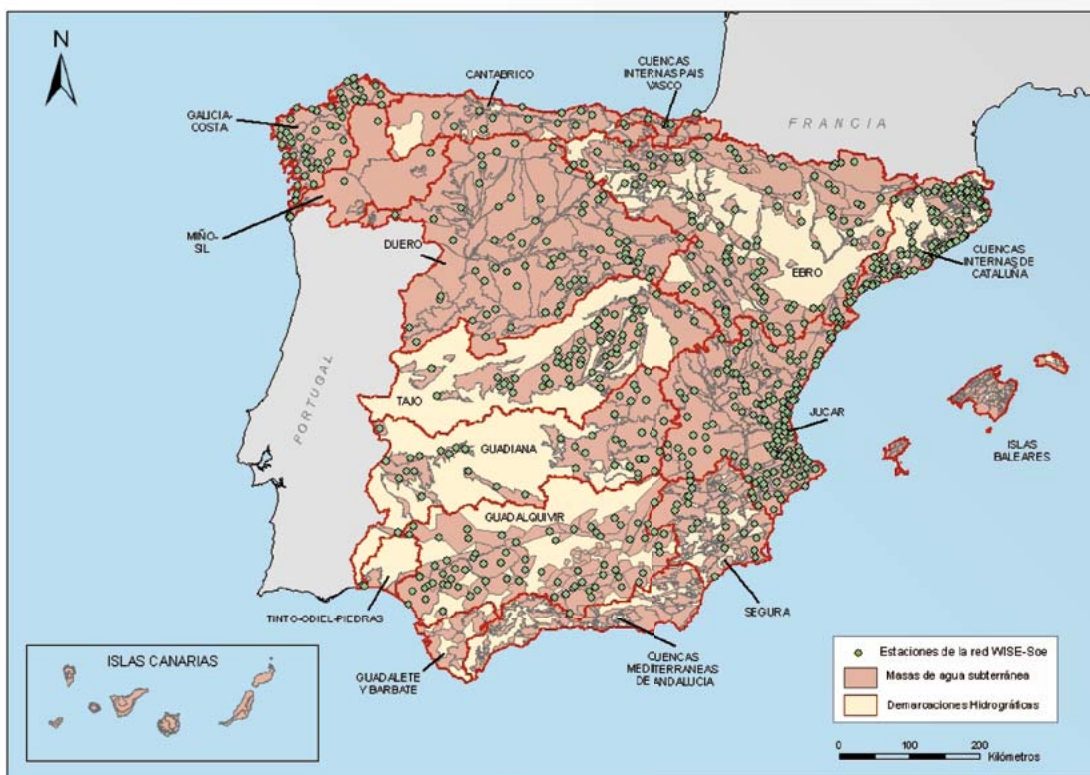 N
CANTABRICO
CUENCAS
INTERNAS PAIS
VASCO
GALICIA-
COSTA
FRANCIA
MIÑO-
SIL
DUERO
EBRO
CUENCAS
INTERNAS DE
CATALUÑA
PORTUGAL
TAJO
JUCAR
ISLAS
BALEARES
GUADIANA
GUADALQUIVIR
SEGURA
TINTO-ODIEL-PIEDRAS
GUADALETE
Y BARBATE
CUENCAS
MEDITERRANEAS
DE ANDALUCIA
ISLAS CANARIAS
Estaciones de la red WISE-Soe
Masas de agua subterránea
Demarcaciones Hidrográficas
0 100 200
Kilómetros